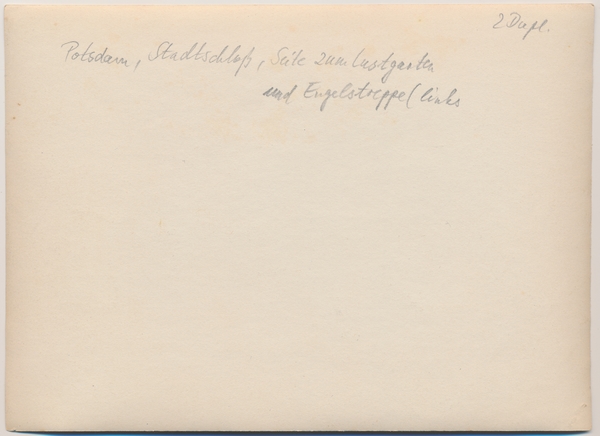 2 Dupl.
Potsdam, Stadtschloß, Seite zum Lustgarten
und Engelstreppe (links